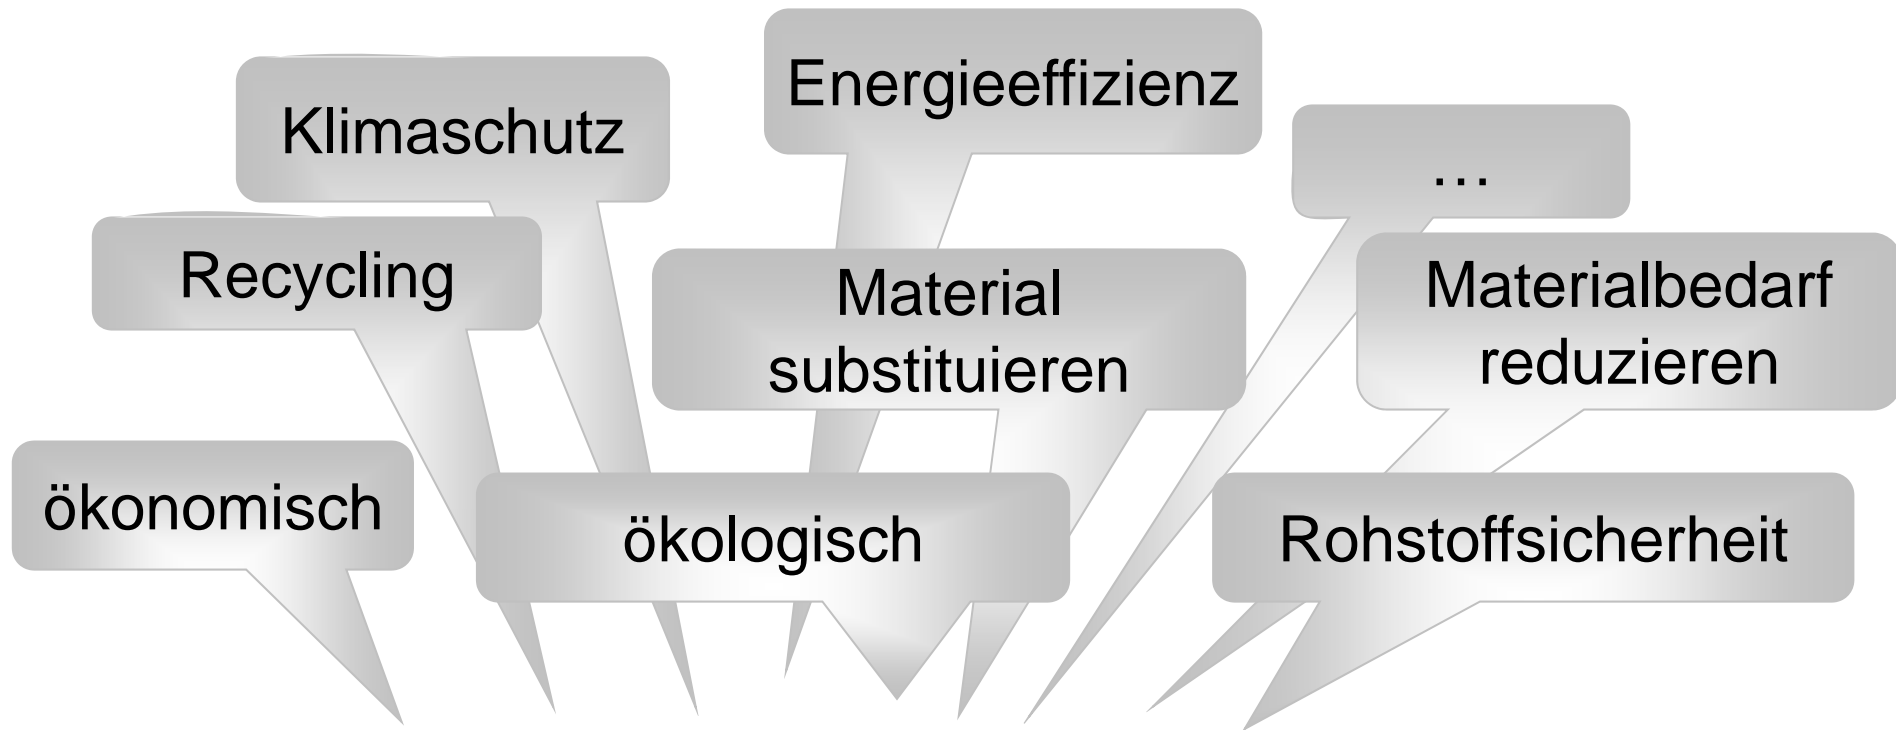 Energieeffizienz
Klimaschutz
…
Recycling
Material
substituieren
Materialbedarf
reduzieren
ökonomisch
ökologisch
Rohstoffsicherheit